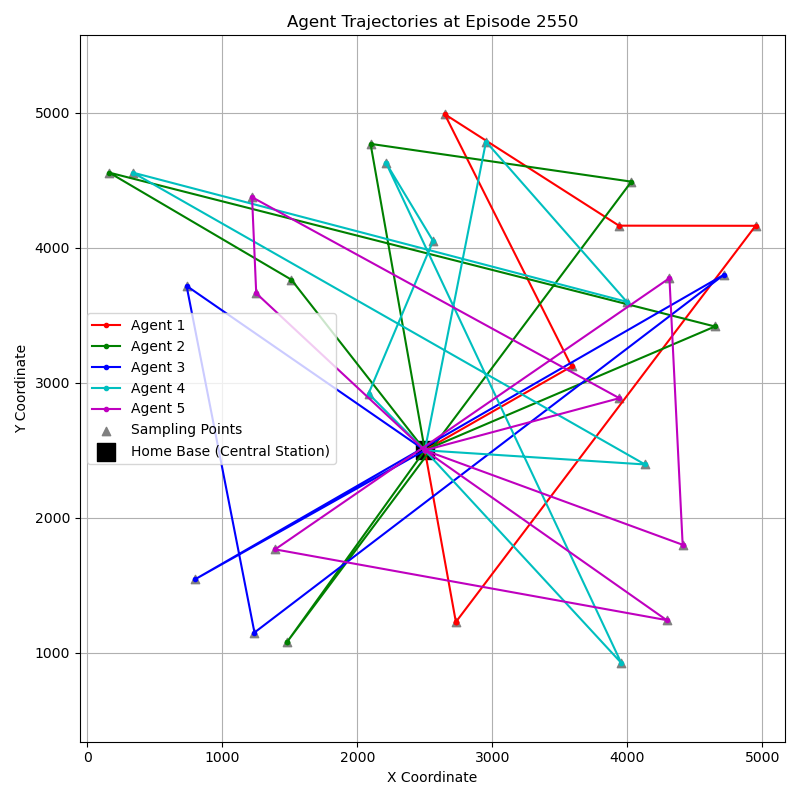 Agent Trajectories at Episode 2550
Y Coordinate
5000
4000
3000
2000
1000
Agent 1
Agent 2
Agent 3
Agent 4
Agent 5
Sampling Points
Home Base (Central Station)
0 1000 2000 3000 4000 5000
X Coordinate